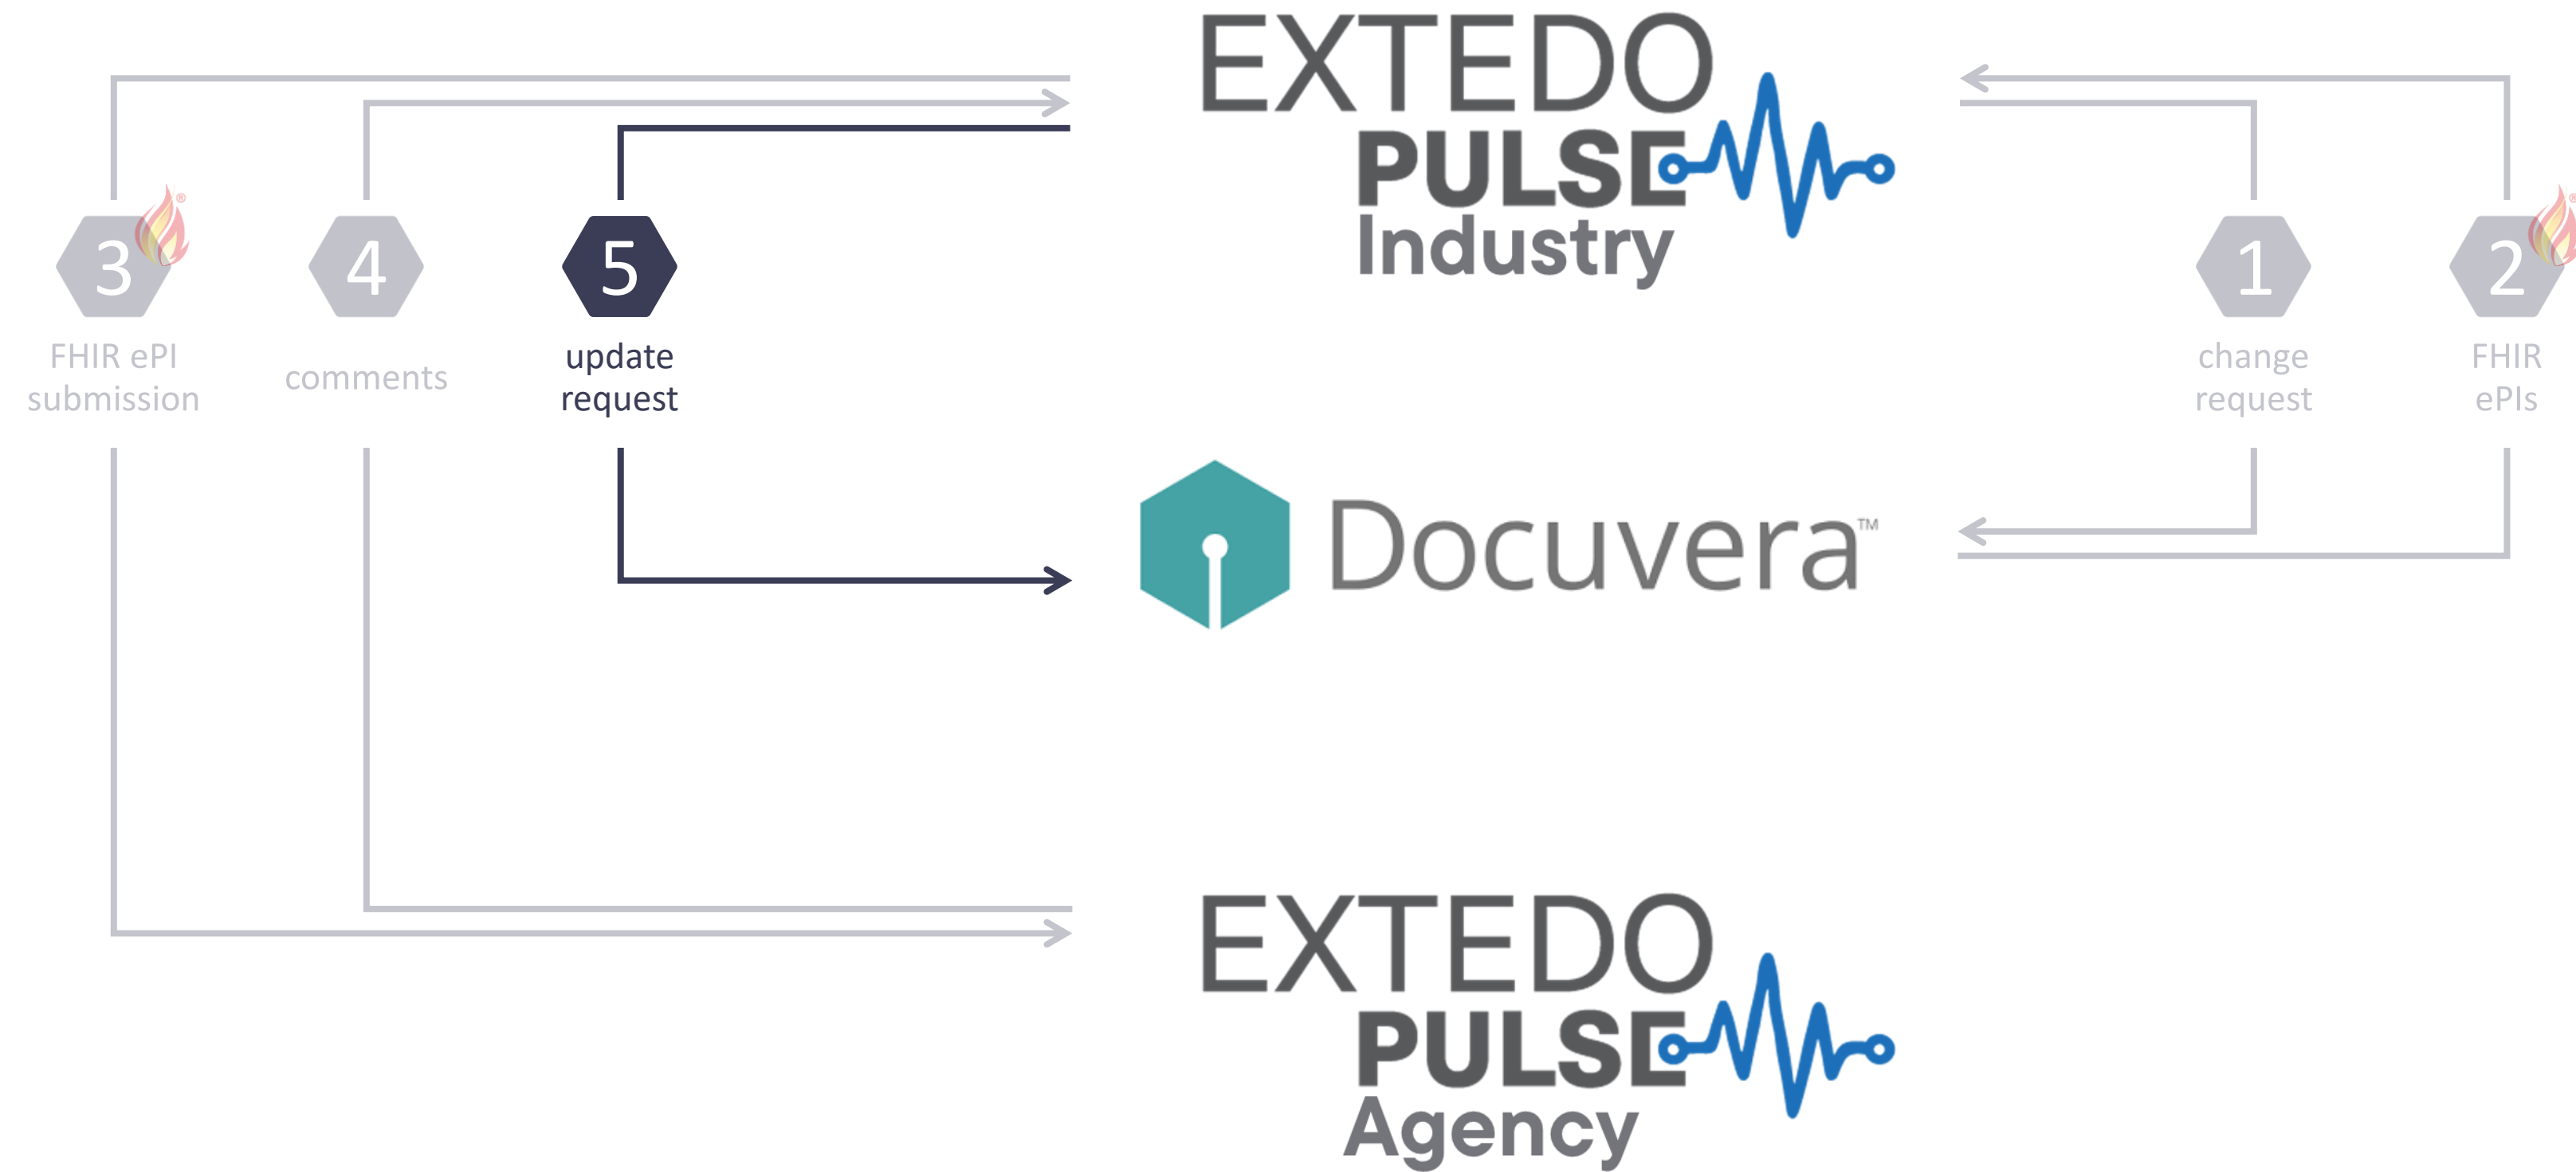 EXTEDO
PULSE
Industry
3
®
FHIR ePI
submission
4
comments
5
update
request
1
change
request
2
®
FHIR
ePIs
Docuvera™
EXTEDO
PULSE
Agency